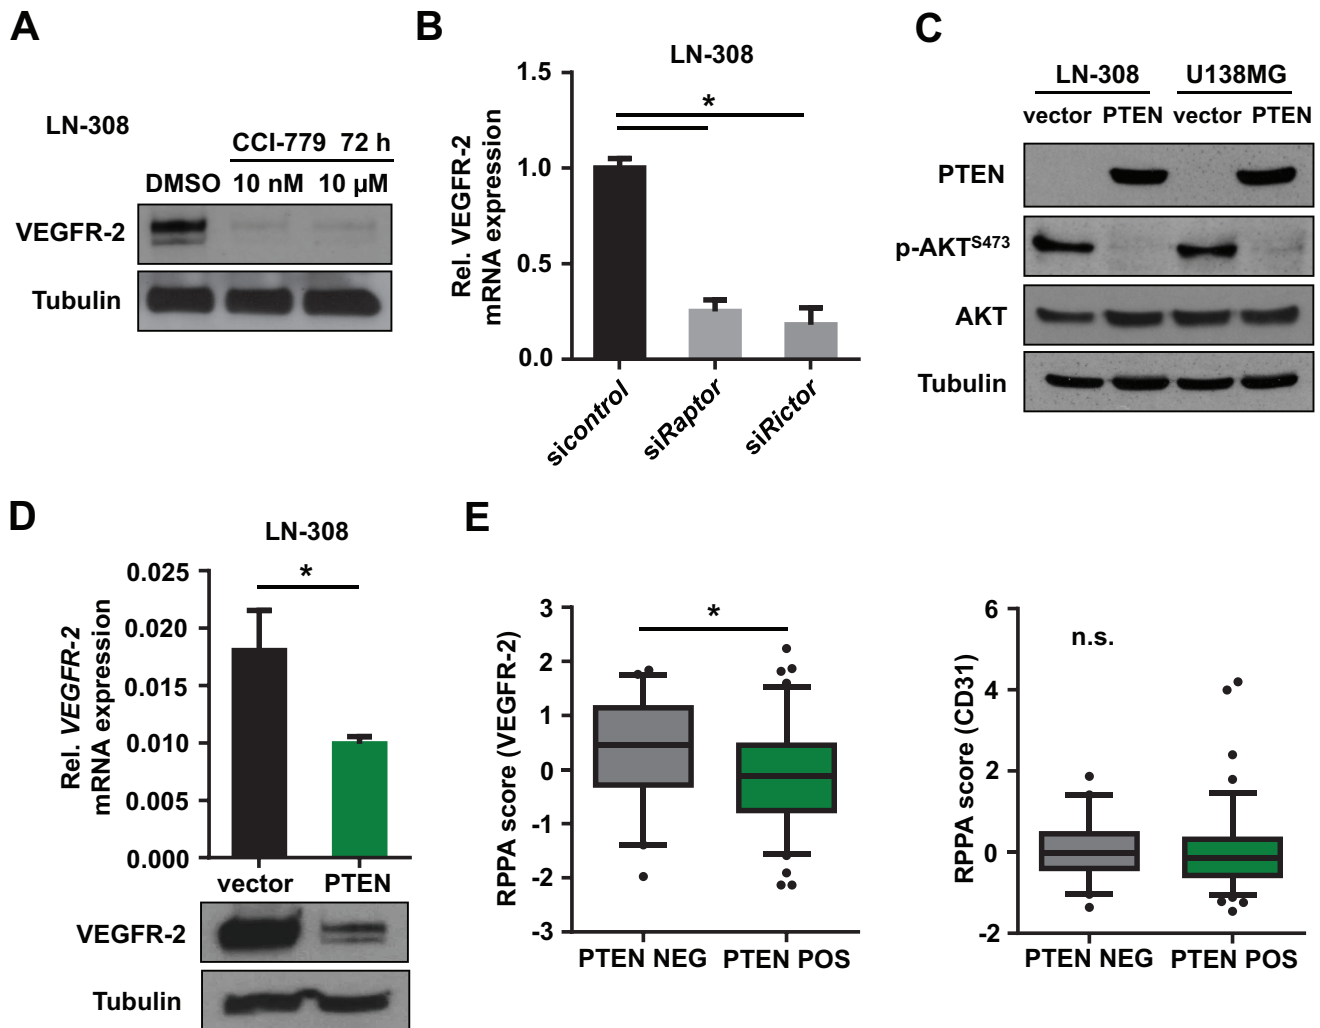 A
LN-308
CCI-779 72 h
DMSO 10 nM 10 µM
VEGFR-2
Tubulin
B
LN-308
Rel. VEGFR-2
mRNA expression
1.5
1.0
0.5
0.0
*
sicontrol
siRaptor
siRictor
C
LN-308 U138MG
vector PTEN vector PTEN
PTEN
p-AKTS473
AKT
Tubulin
D
LN-308
Rel. VEGFR-2
mRNA expression
0.025
0.020
0.015
0.010
0.005
0.000
*
vector PTEN
VEGFR-2
Tubulin
E
RPPA score (VEGFR-2)
3
2
1
0
-1
-2
-3
*
PTEN NEG PTEN POS
RPPA score (CD31)
6
4
2
0
-2
n.s.
PTEN NEG PTEN POS